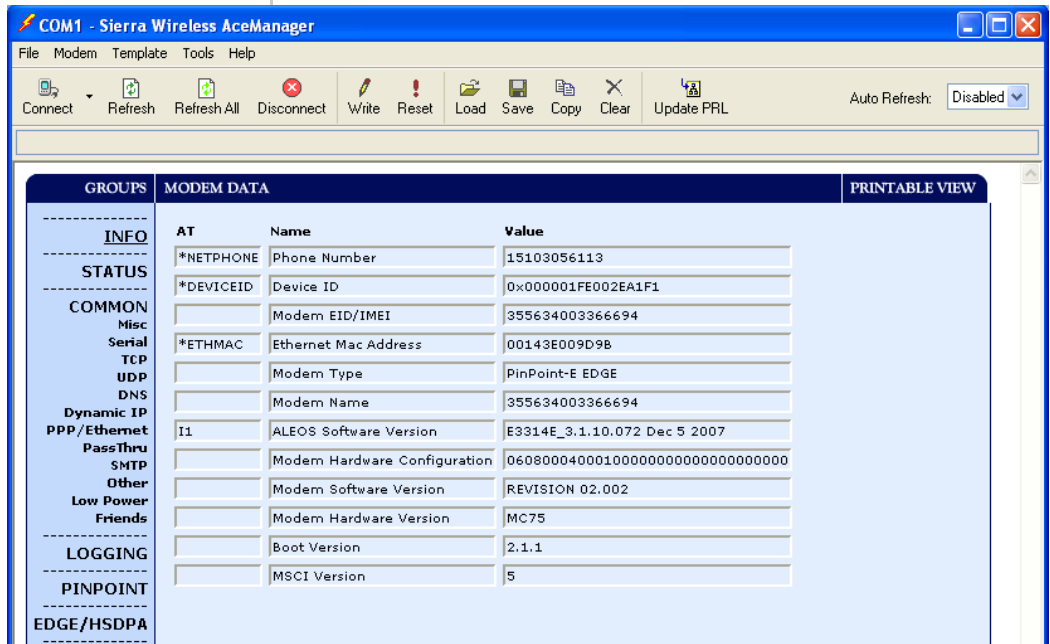 COM1 - Sierra Wireless AceManager
File Modem Template Tools Help
Connect Refresh Refresh All Disconnect Write Reset Load Save Copy Clear Update PRL Auto Refresh: Disabled
GROUPS MODEM DATA PRINTABLE VIEW
INFO
STATUS
COMMON
Misc
Serial
TCP
UDP
DNS
Dynamic IP
PPP/Ethernet
PassThru
SMTP
Other
Low Power
Friends
LOGGING
PINPOINT
EDGE/HSDPA
AT Name Value
*NETPHONE Phone Number 15103056113
*DEVICEID Device ID 0x000001FE002EA1F1
Modem EID/IMEI 355634003366694
*ETHMAC Ethernet Mac Address 00143E009D9B
Modem Type PinPoint-E EDGE
Modem Name 355634003366694
I1 ALEOS Software Version E3314E_3.1.10.072 Dec 5 2007
Modem Hardware Configuration 06080004000100000000000000000000
Modem Software Version REVISION 02.002
Modem Hardware Version MC75
Boot Version 2.1.1
MSCI Version 5